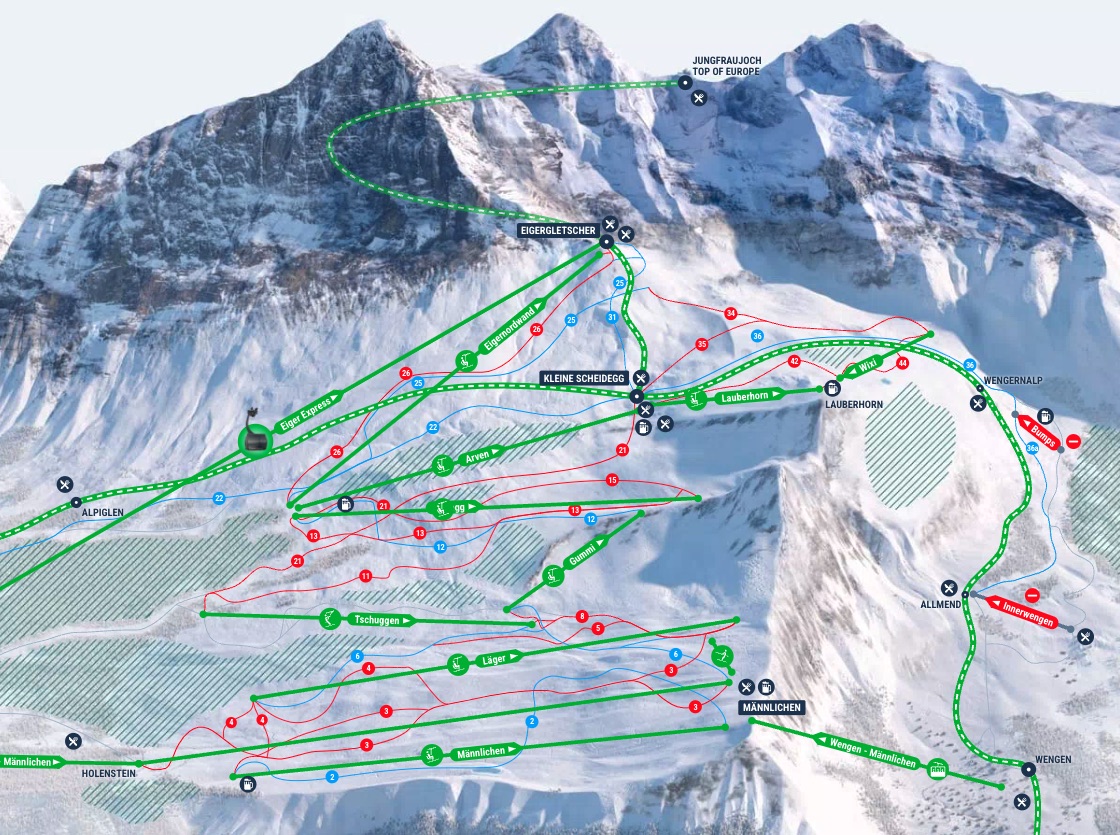 JUNGFRAUJOCH
TOP OF EUROPE
EIGERGLETSCHER
25
34
25
31
26
Eigernordwand
36
35
42
44
36
Wixi
26
25
KLEINE SCHEIDEGG
WENGERNALP
Lauberhorn
LAUBERHORN
Eiger Express
22
Bumps
36a
26
21
Arven
15
22
ALPIGLEN
21
gg
13
12
13
13
12
Gummi
21
11
ALLMEND
Innerwengen
Tschuggen
8
5
6
4
Läger
6
3
4
4
3
3
MÄNNLICHEN
2
3
Männlichen
Wengen - Männlichen
WENGEN
Männlichen
HOLENSTEIN
2